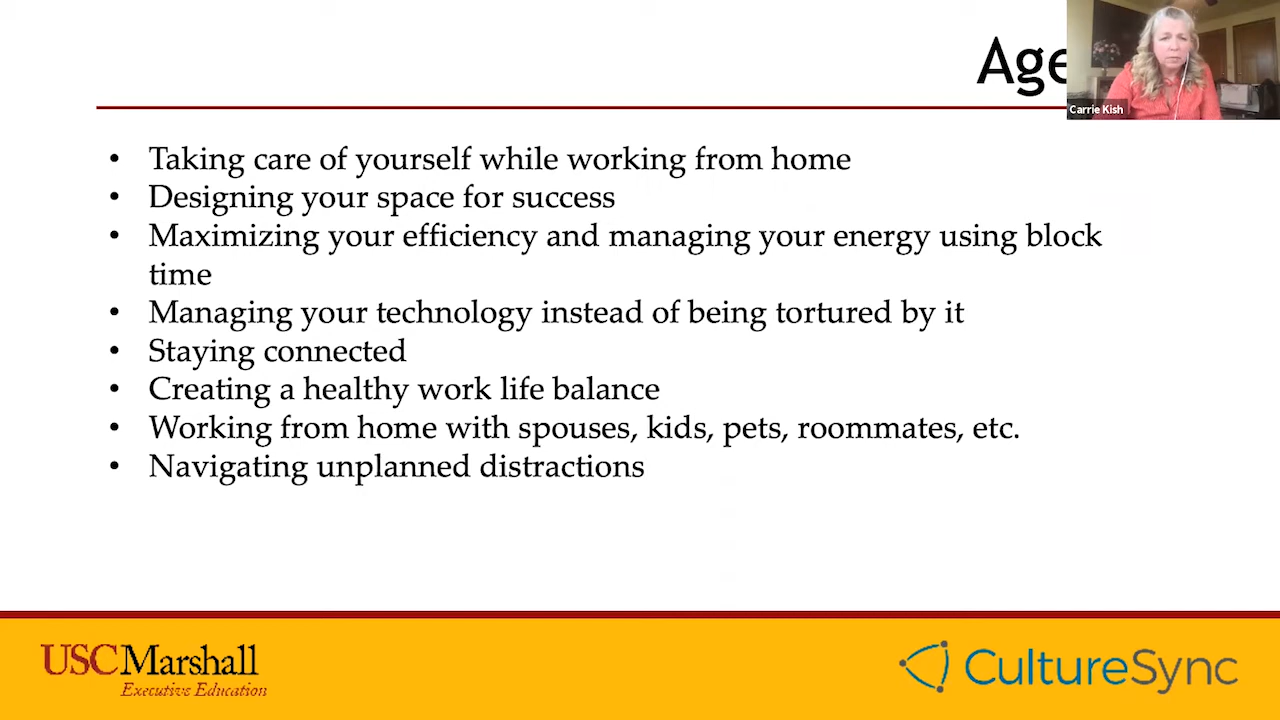 Age
Carrie Kish
• Taking care of yourself while working from home
• Designing your space for success
• Maximizing your efficiency and managing your energy using block
time
• Managing your technology instead of being tortured by it
• Staying connected
• Creating a healthy work life balance
• Working from home with spouses, kids, pets, roommates, etc.
• Navigating unplanned distractions
USC Marshall
Executive Education
CultureSync